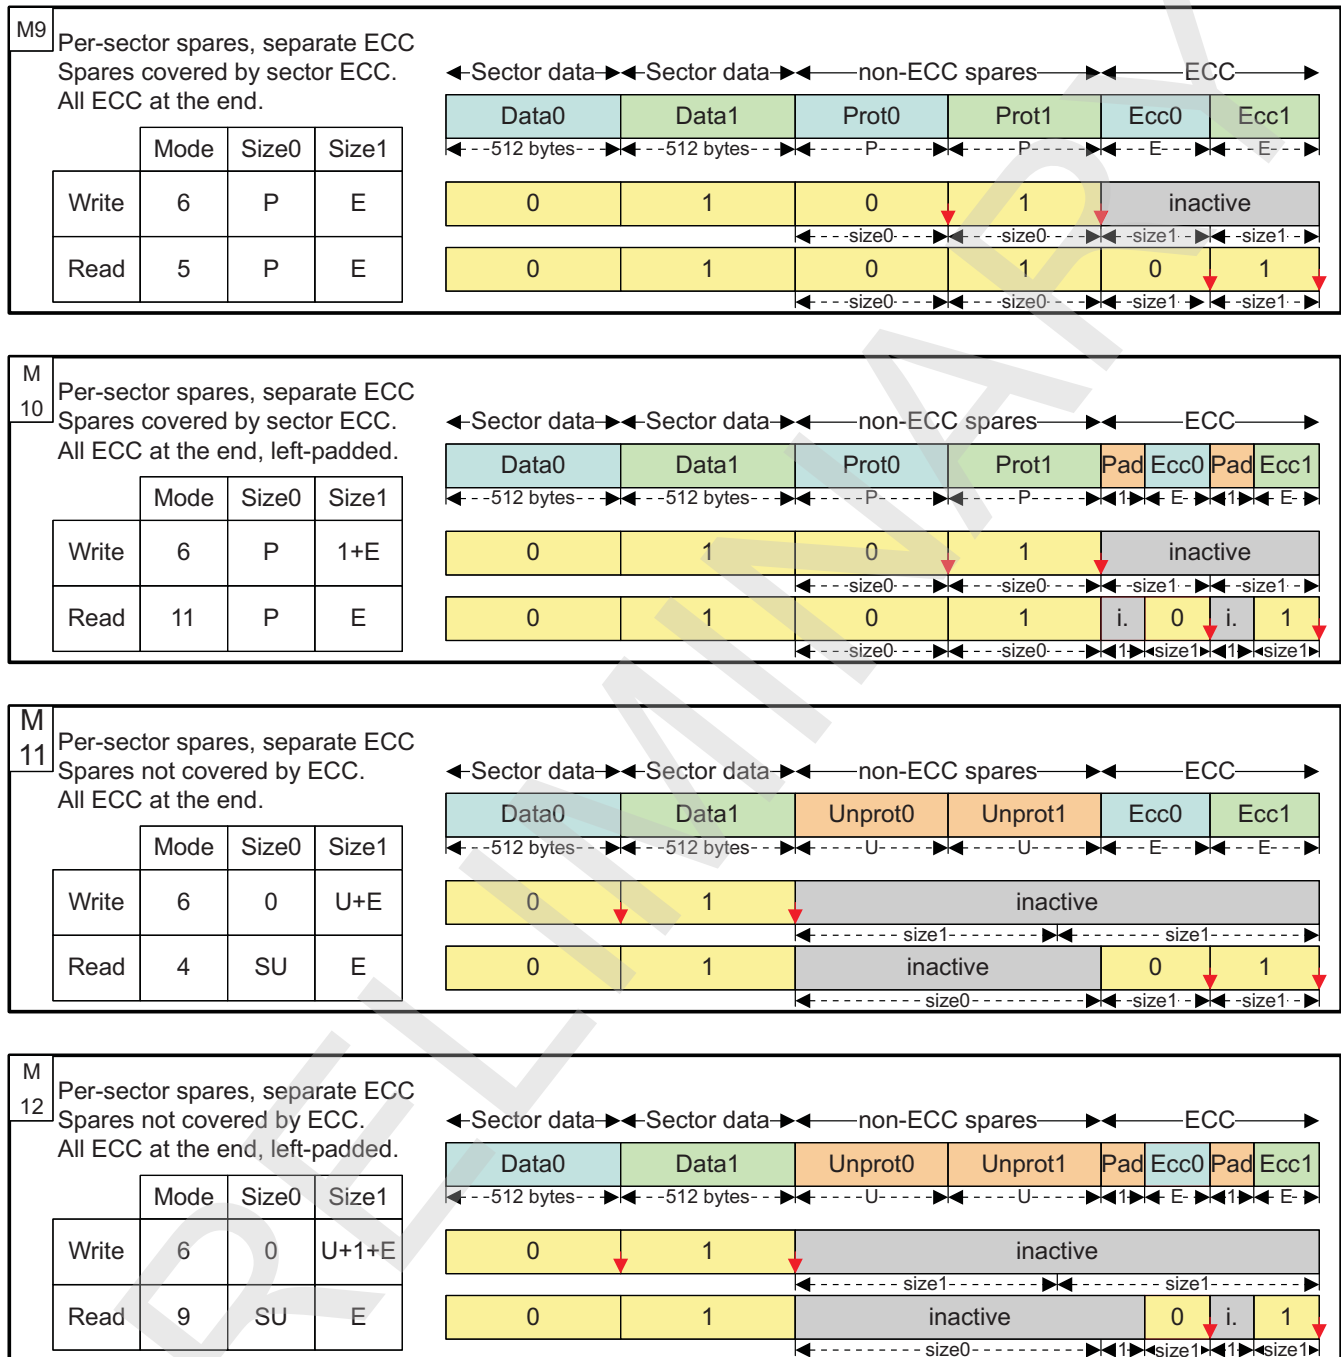 M9
Per-sector spares, separate ECC
Spares covered by sector ECC.
All ECC at the end.
Mode Size0 Size1
Write 6 P E
Read 5 P E
Sector data Sector data non-ECC spares ECC
Data0 Data1 Prot0 Prot1 Ecc0 Ecc1
512 bytes 512 bytes P P E E
0 1 0 1 inactive
size0 size0 size1 size1
0 1 0 1 0 1
size0 size0 size1 size1
M
10
Per-sector spares, separate ECC
Spares covered by sector ECC.
All ECC at the end, left-padded.
Mode Size0 Size1
Write 6 P 1+E
Read 11 P E
Sector data Sector data non-ECC spares ECC
Data0 Data1 Prot0 Prot1 Pad Ecc0 Pad Ecc1
512 bytes 512 bytes P P 1 E 1 E
0 1 0 1 inactive
size0 size0 size1 size1
0 1 0 1 i. 0 i. 1
size0 size0 1 size1 1 size1
M
11
Per-sector spares, separate ECC
Spares not covered by ECC.
All ECC at the end.
Mode Size0 Size1
Write 6 0 U+E
Read 4 SU E
Sector data Sector data non-ECC spares ECC
Data0 Data1 Unprot0 Unprot1 Ecc0 Ecc1
512 bytes 512 bytes U U E E
0 1 inactive
size1 size1
0 1 inactive 0 1
size0 size1 size1
M
12
Per-sector spares, separate ECC
Spares not covered by ECC.
All ECC at the end, left-padded.
Mode Size0 Size1
Write 6 0 U+1+E
Read 9 SU E
Sector data Sector data non-ECC spares ECC
Data0 Data1 Unprot0 Unprot1 Pad Ecc0 Pad Ecc1
512 bytes 512 bytes U U 1 E 1 E
0 1 inactive
size1 size1
0 1 inactive 0 i. 1
size0 1 size1 1 size1
RELIMINARY